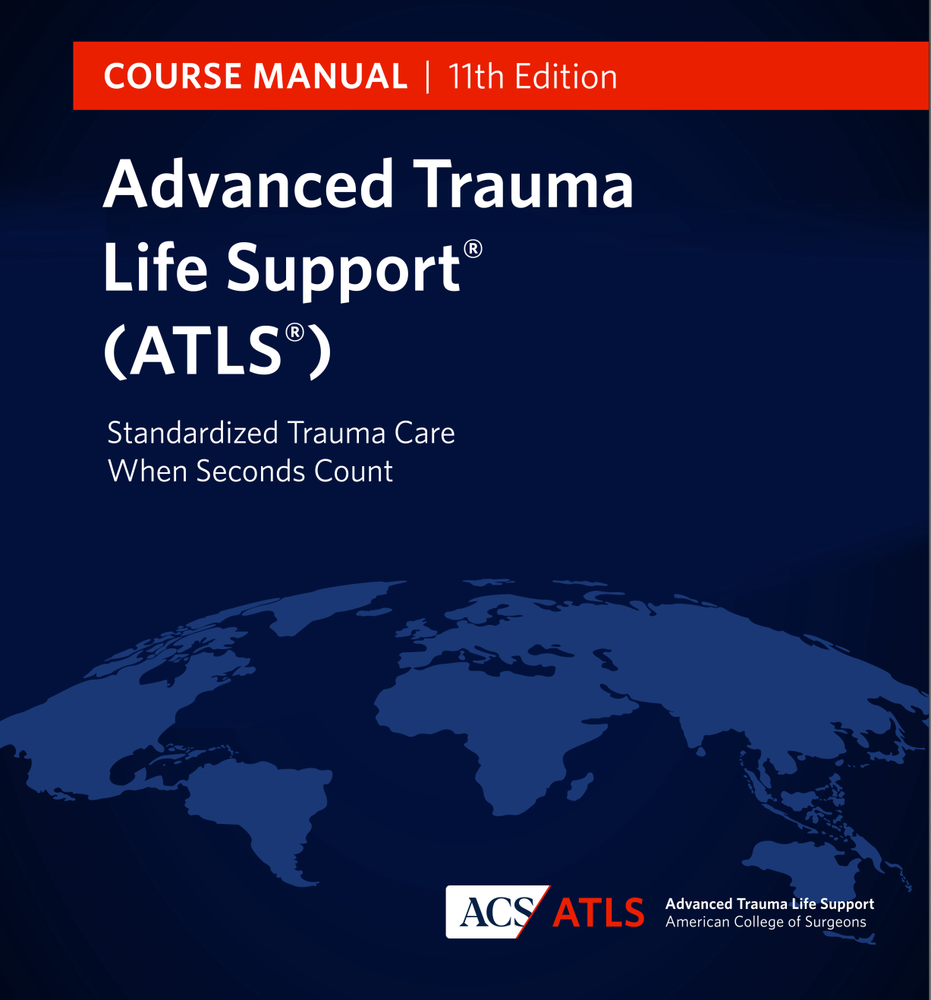 COURSE MANUAL | 11th Edition
Advanced Trauma
Life Support®
(ATLS®)
Standardized Trauma Care
When Seconds Count
ACS ATLS
Advanced Trauma Life Support
American College of Surgeons